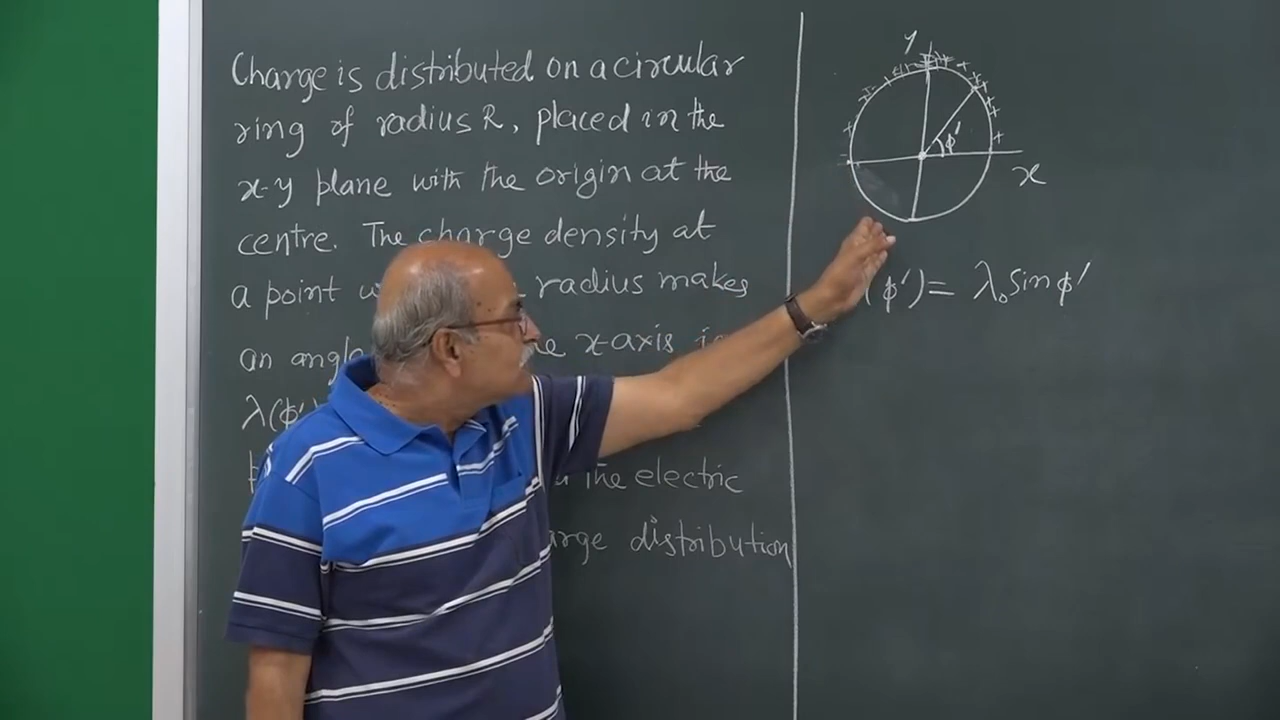 Charge is distributed on a circular
ring of radius R, placed in the
x-y plane with the origin at the
centre. The charge density at
a point radius makes
an angle x-axis
λ(φ′)
the electric
distribution
y
φ′
x
(φ′) = λ₀ sin φ′